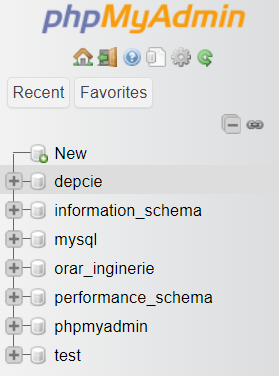 phpMyAdmin
Recent Favorites
New
depcie
information_schema
mysql
orar_inginerie
performance_schema
phpmyadmin
test